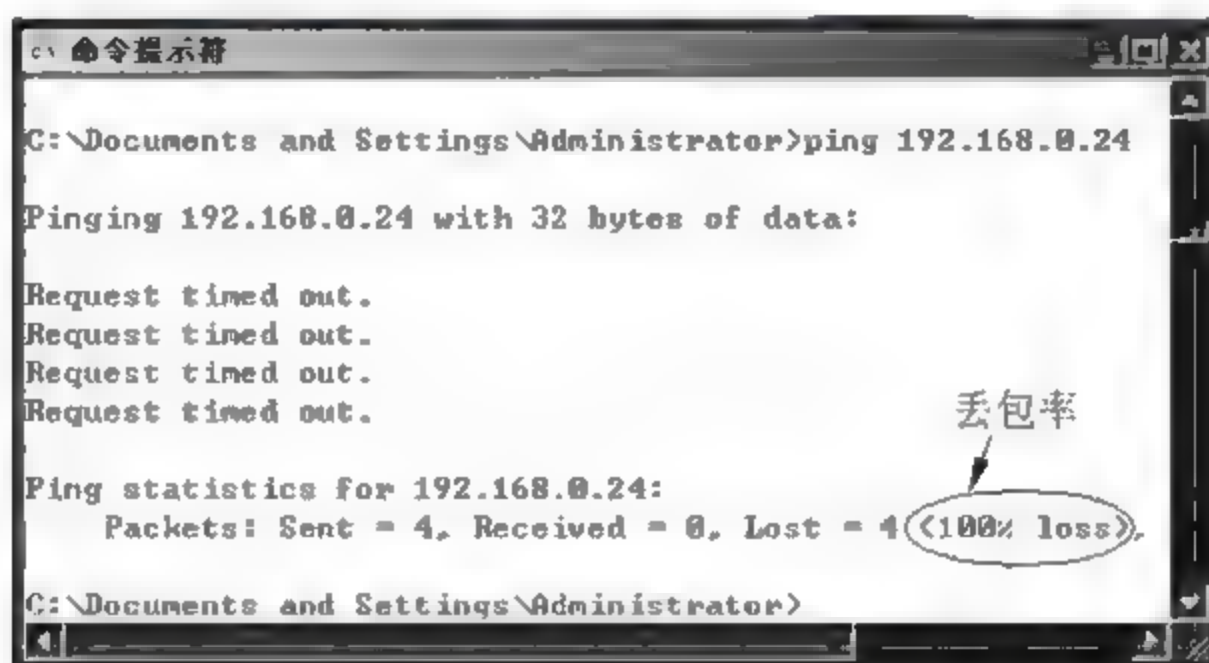 命令提示符
C:\Documents and Settings\Administrator>ping 192.168.0.24
Pinging 192.168.0.24 with 32 bytes of data:
Request timed out.
Request timed out.
Request timed out.
Request timed out.
丢包率
Ping statistics for 192.168.0.24:
Packets: Sent = 4, Received = 0, Lost = 4 (100% loss),
C:\Documents and Settings\Administrator>